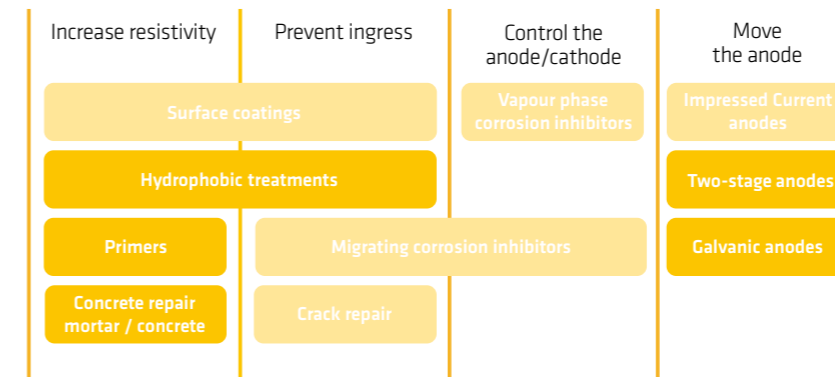 Increase resistivity
Prevent ingress
Control the
anode/cathode
Move
the anode
Surface coatings
Vapour phase
corrosion inhibitors
Impressed Current
anodes
Hydrophobic treatments
Two-stage anodes
Primers
Migrating corrosion inhibitors
Galvanic anodes
Concrete repair
mortar / concrete
Crack repair